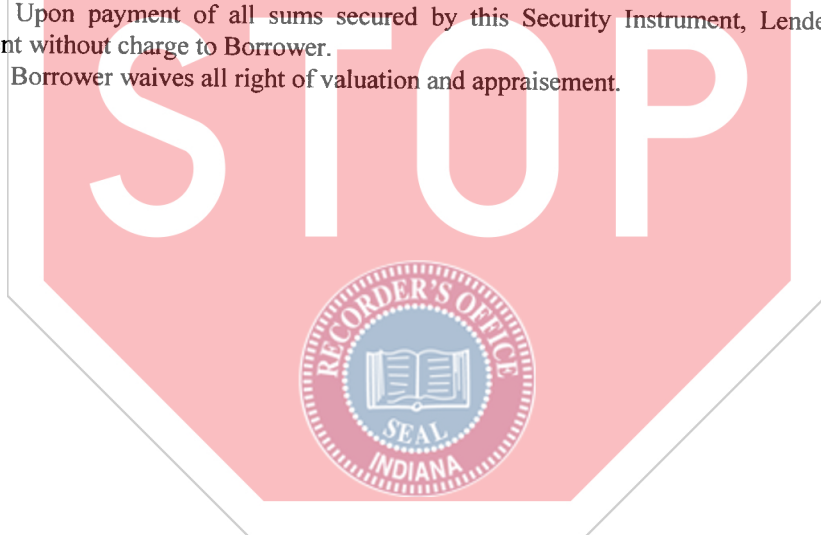 Upon payment of all sums secured by this Security Instrument, Lende
nt without charge to Borrower.
Borrower waives all right of valuation and appraisement.
STOP
RECORDER'S OFFICE
SEAL
INDIANA